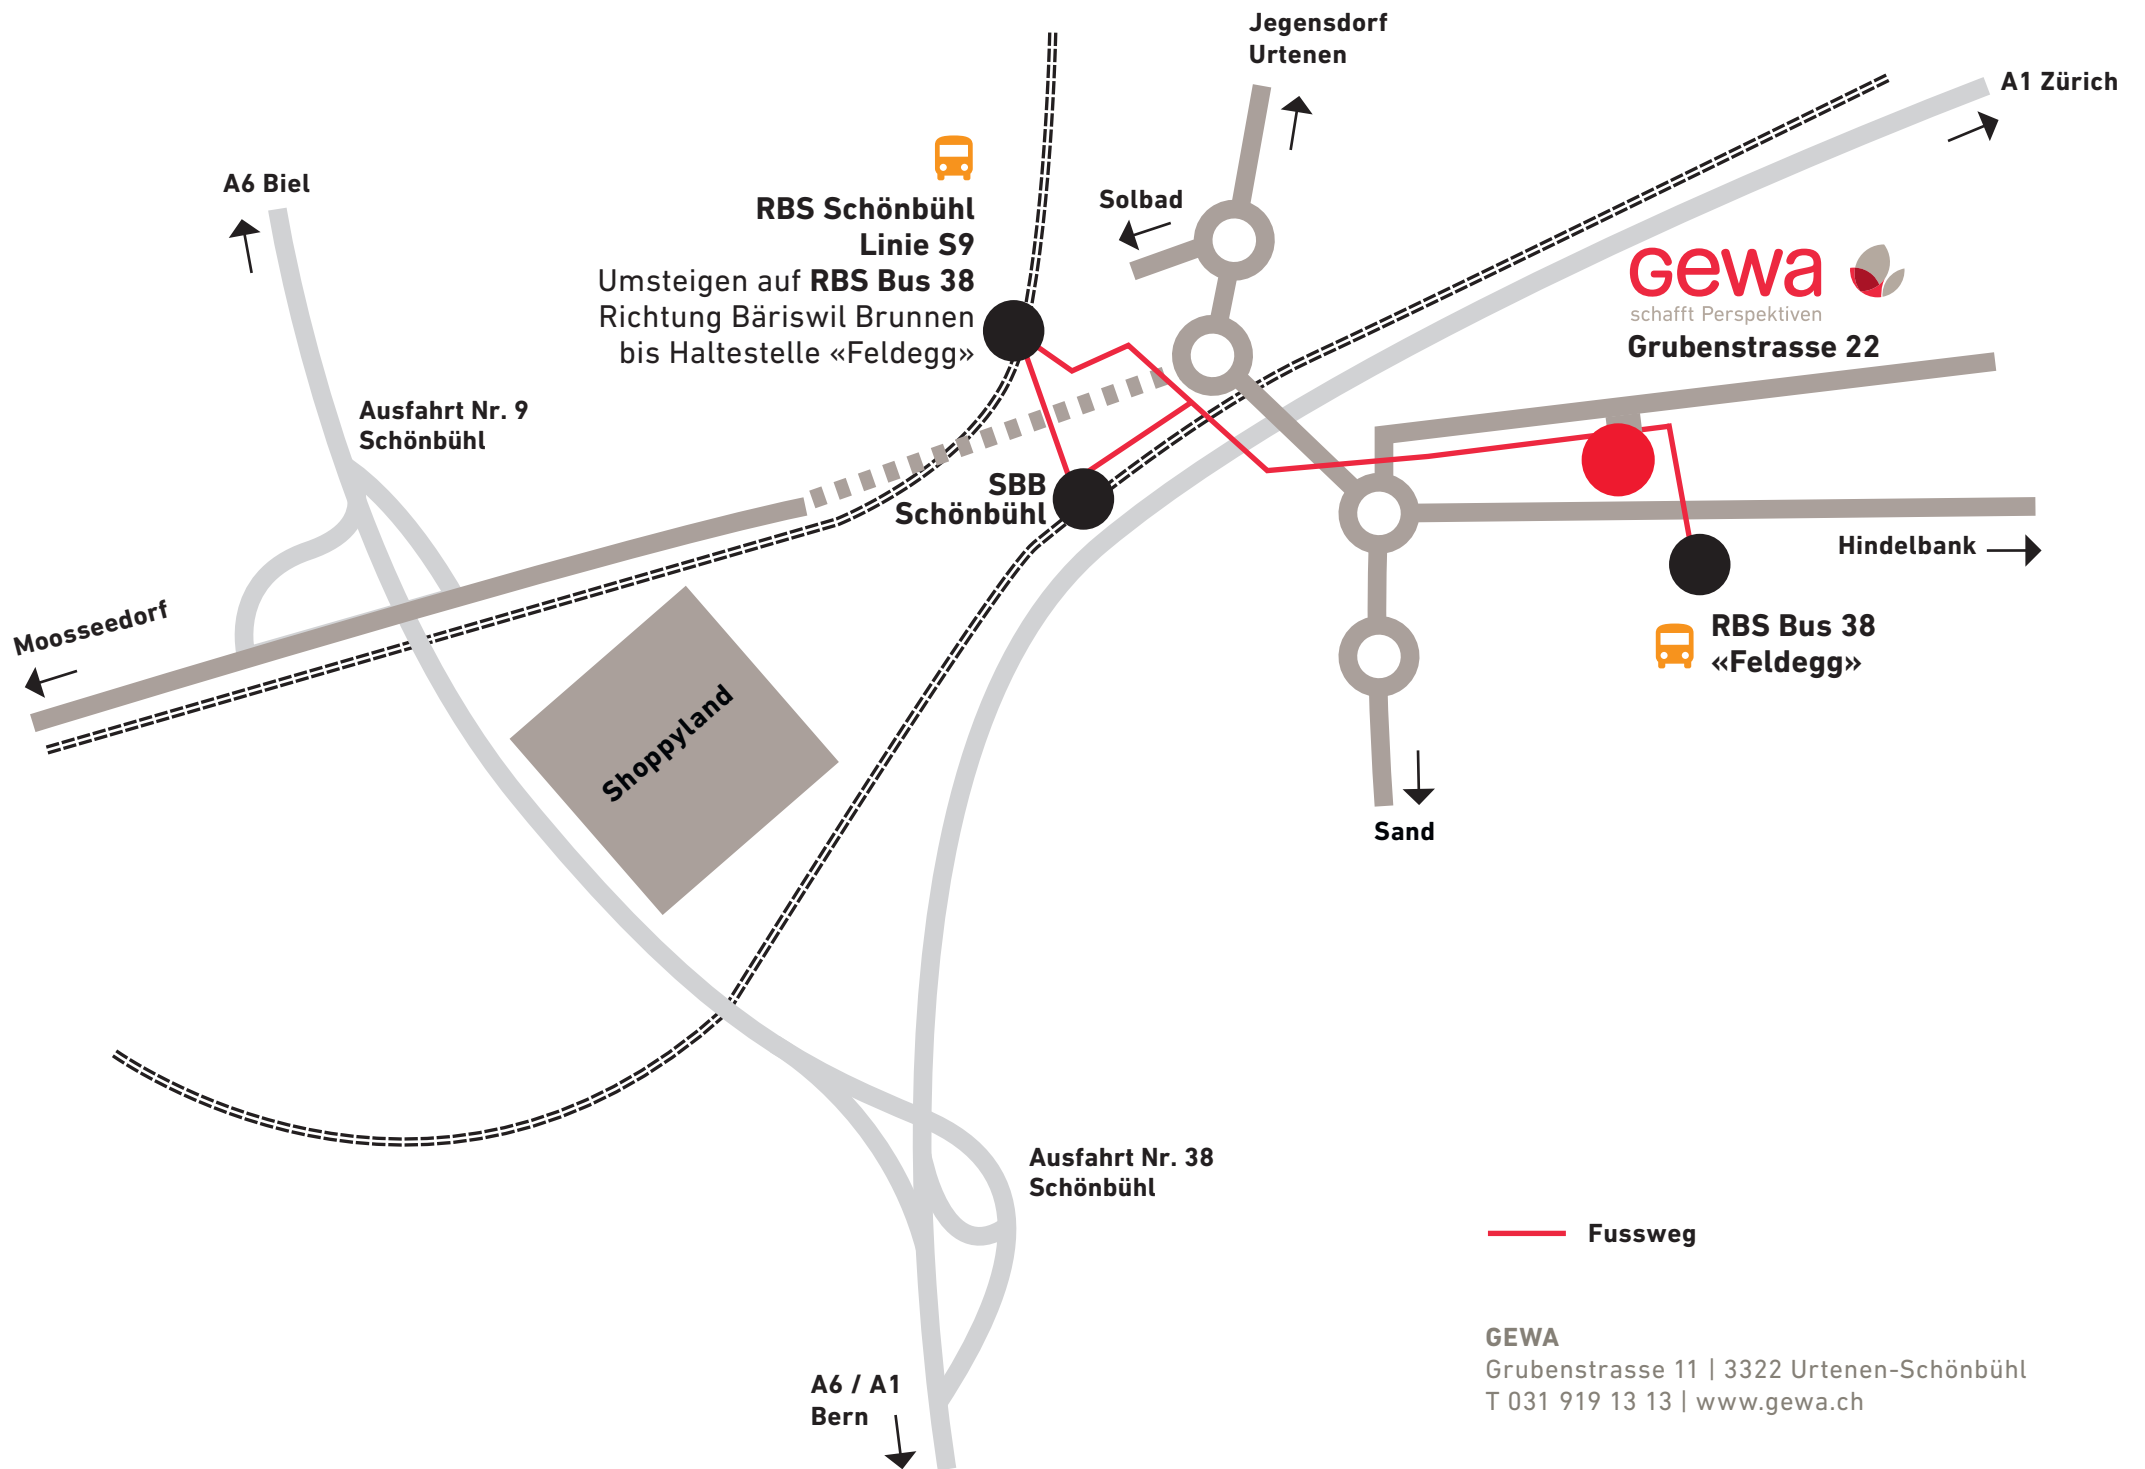 Jegensdorf
Urtenen
A1 Zürich
A6 Biel
Solbad
RBS Schönbühl
Linie S9
Umsteigen auf RBS Bus 38
Richtung Bäriswil Brunnen
bis Haltestelle «Feldegg»
Gewa
schafft Perspektiven
Grubenstrasse 22
Ausfahrt Nr. 9
Schönbühl
SBB
Schönbühl
Hindelbank
Moosseedorf
RBS Bus 38
«Feldegg»
Shoppyland
Sand
Ausfahrt Nr. 38
Schönbühl
Fussweg
A6 / A1
Bern
GEWA
Grubenstrasse 11 | 3322 Urtenen-Schönbühl
T 031 919 13 13 | www.gewa.ch